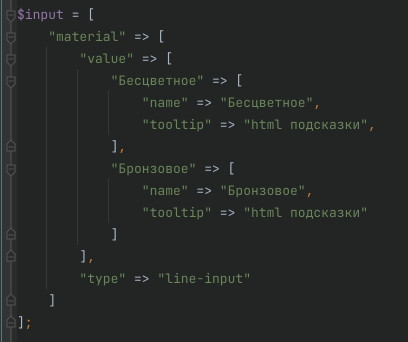 $input = [
    "material" => [
        "value" => [
            "Бесцветное" => [
                "name" => "Бесцветное",
                "tooltip" => "html подсказки",
            ],
            "Бронзовое" => [
                "name" => "Бронзовое",
                "tooltip" => "html подсказки"
            ]
        ],
        "type" => "line-input"
    ]
];